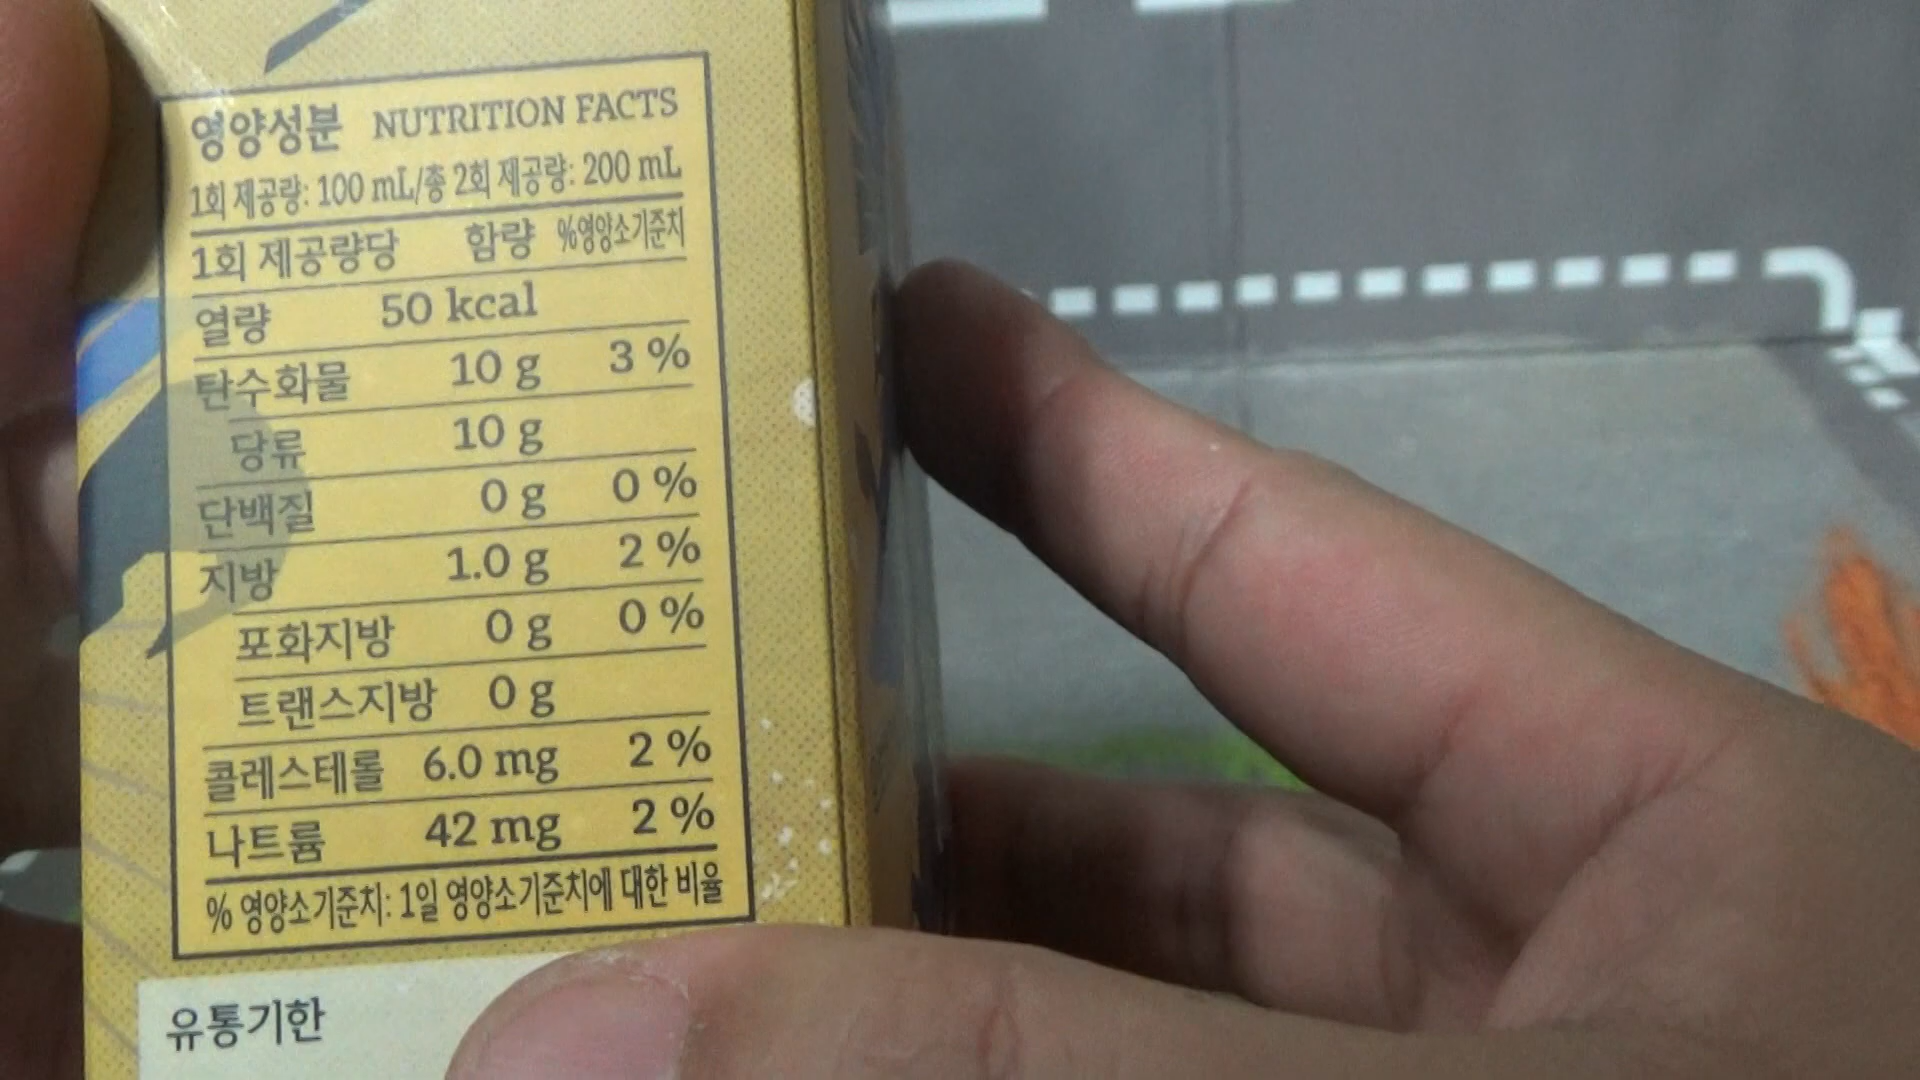 영양성분 NUTRITION FACTS
1회 제공량: 100 mL/총 2회 제공량: 200 mL
1회 제공량당 함량 %영양소기준치
열량 50 kcal
탄수화물 10 g 3 %
당류 10 g
단백질 0 g 0 %
지방 1.0 g 2 %
포화지방 0 g 0 %
트랜스지방 0 g
콜레스테롤 6.0 mg 2 %
나트륨 42 mg 2 %
% 영양소기준치: 1일 영양소기준치에 대한 비율
유통기한